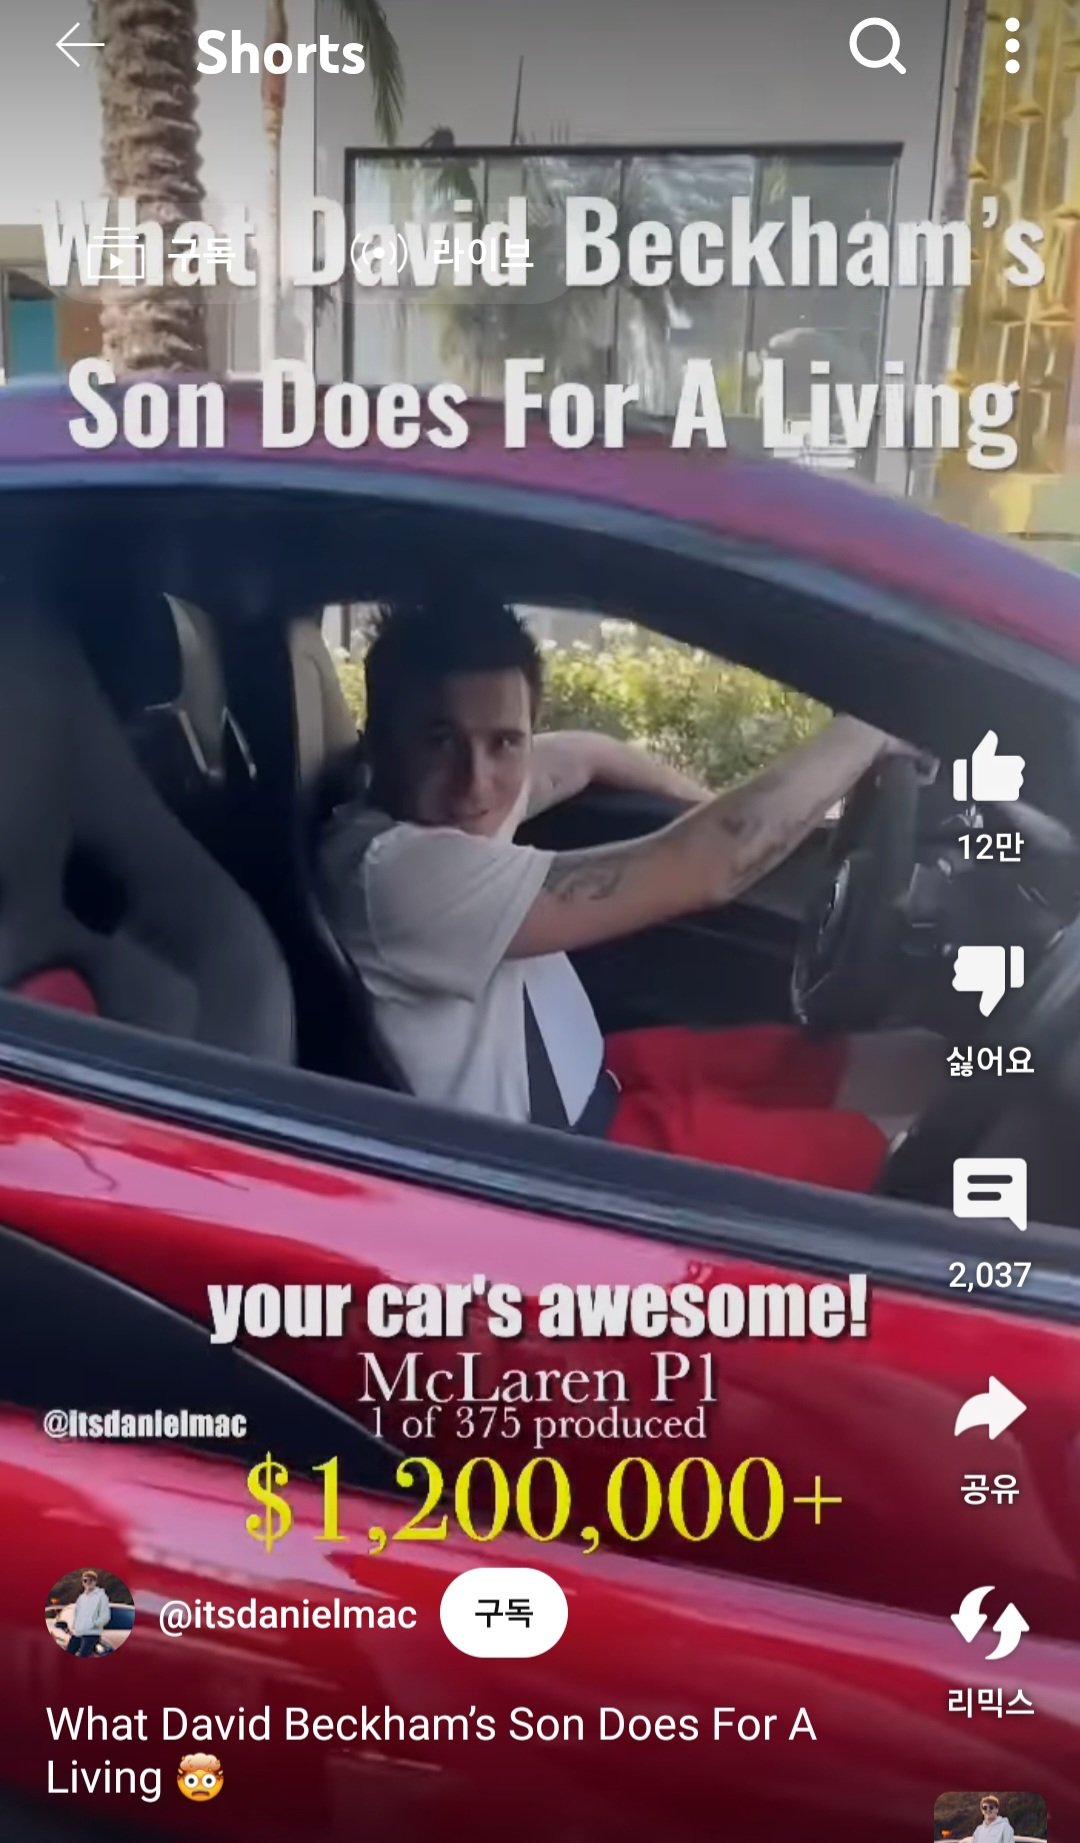 Shorts
What David Beckham's
구독 라이브
Son Does For A Living
12만
싫어요
2,037
your car's awesome!
McLaren P1
@itsdanielmac
1 of 375 produced
공유
$1,200,000+
@itsdanielmac 구독
리믹스
What David Beckham's Son Does For A
Living 🤯